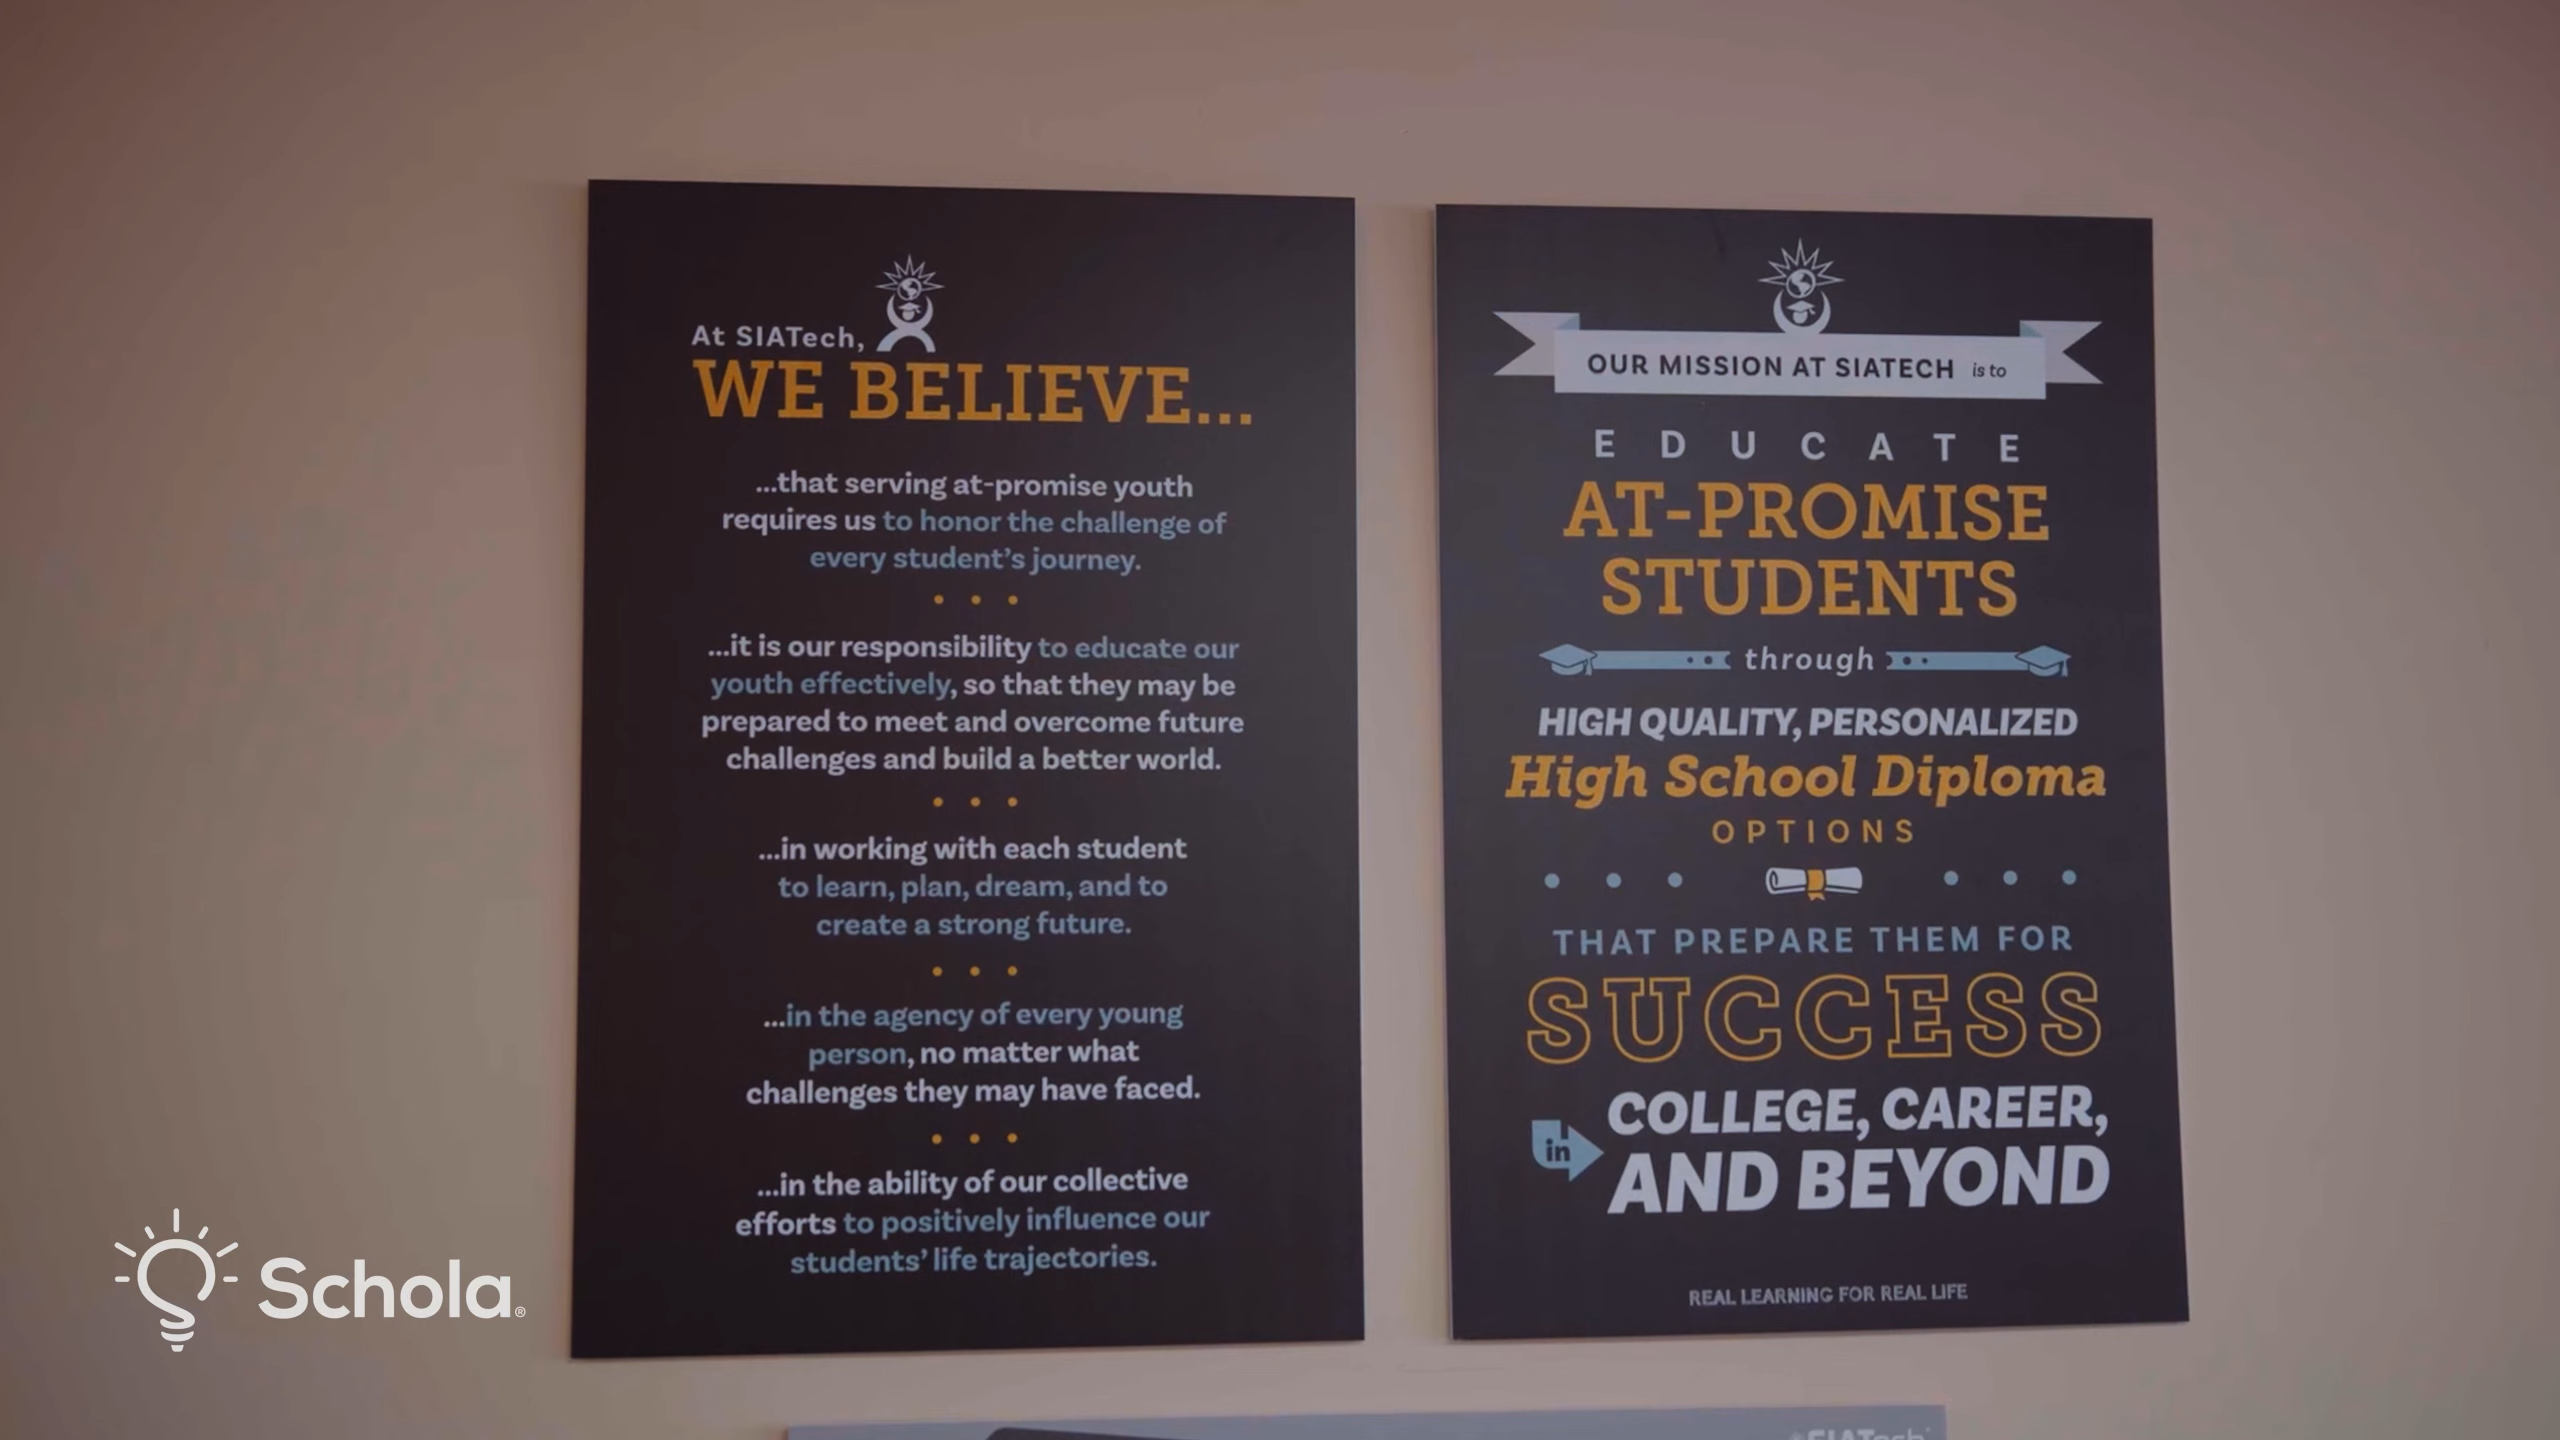 At SIATech,
WE BELIEVE...
...that serving at-promise youth
requires us to honor the challenge of
every student's journey.
...it is our responsibility to educate our
youth effectively, so that they may be
prepared to meet and overcome future
challenges and build a better world.
...in working with each student
to learn, plan, dream, and to
create a strong future.
...in the agency of every young
person, no matter what
challenges they may have faced.
...in the ability of our collective
efforts to positively influence our
students' life trajectories.
OUR MISSION AT SIATECH is to
EDUCATE
AT-PROMISE
STUDENTS
through
HIGH QUALITY, PERSONALIZED
High School Diploma
OPTIONS
THAT PREPARE THEM FOR
SUCCESS
in
COLLEGE, CAREER,
AND BEYOND
REAL LEARNING FOR REAL LIFE
Schola®
SIATech